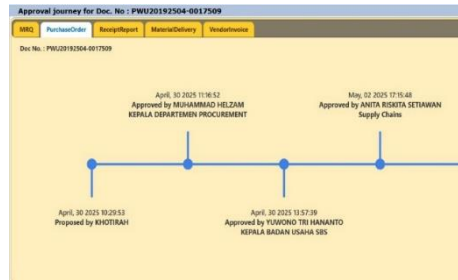 Approval journey for Doc. No : PWU20192504-0017509
MRQ PurchaseOrder ReceiptReport MaterialDelivery VendorInvoice
Doc No. : PWU20192504-0017509
April, 30 2025 11:16:52
Approved by MUHAMMAD HELZAM
KEPALA DEPARTEMEN PROCUREMENT
May, 02 2025 17:15:48
Approved by ANITA RISKITA SETIAWAN
Supply Chains
April, 30 2025 10:29:53
Proposed by KHOTIRAH
April, 30 2025 13:57:39
Approved by YUWONO TRI HANANTO
KEPALA BADAN USAHA SBS